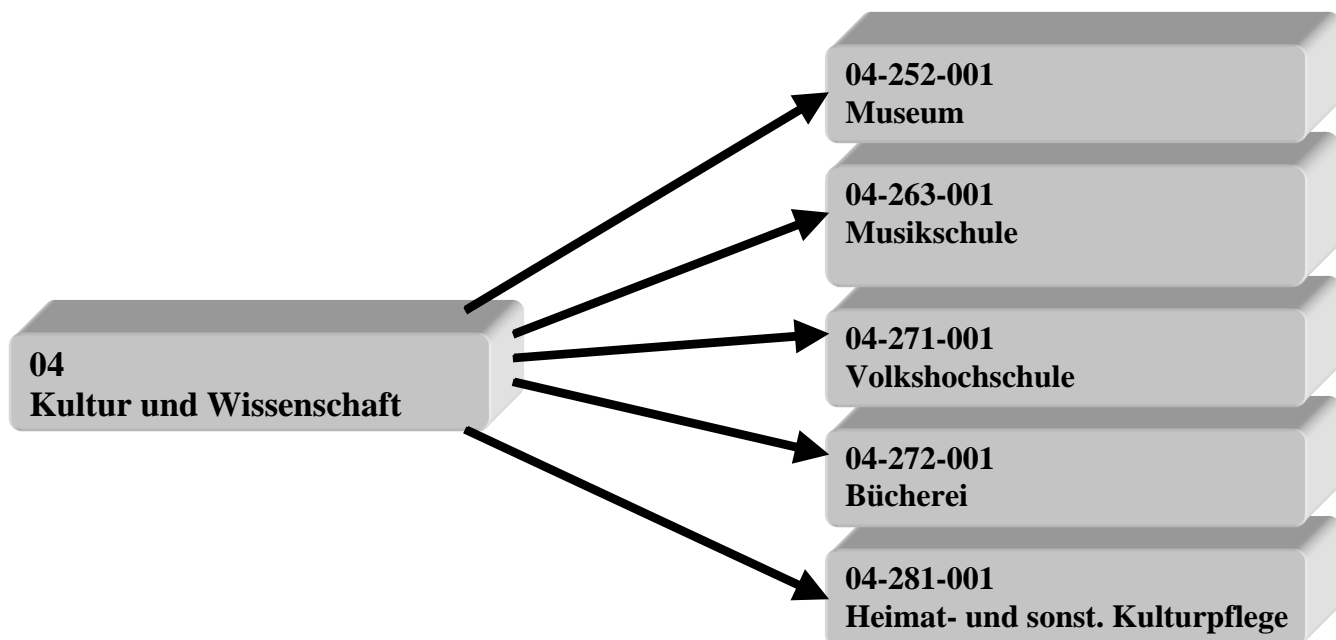 04
Kultur und Wissenschaft
04-252-001
Museum
04-263-001
Musikschule
04-271-001
Volkshochschule
04-272-001
Bücherei
04-281-001
Heimat- und sonst. Kulturpflege